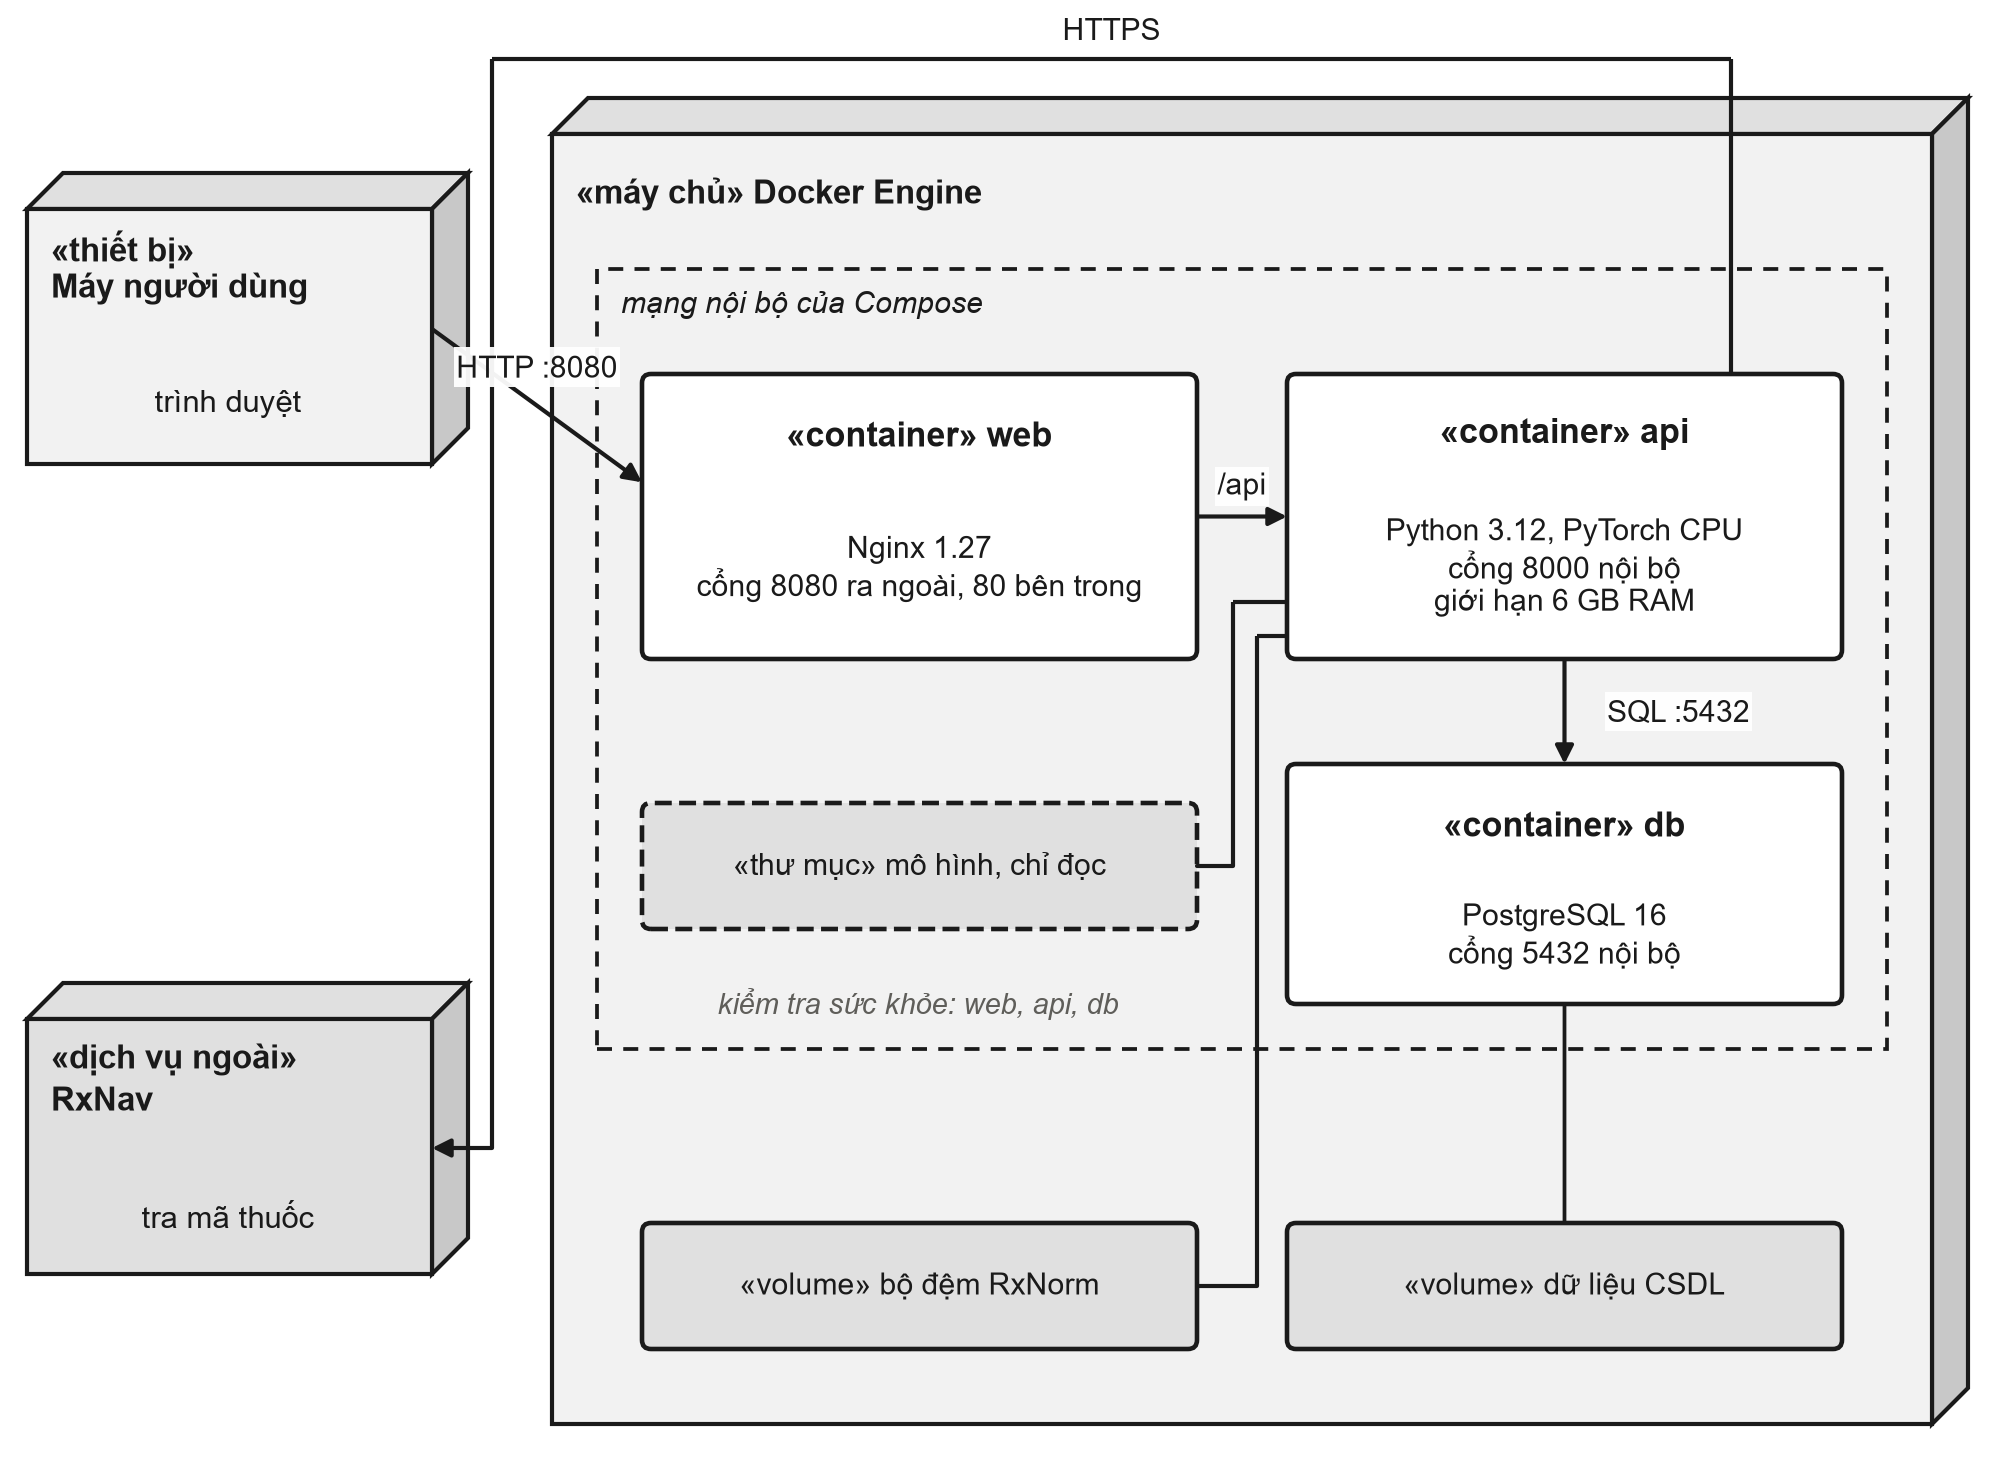 HTTPS
«máy chủ» Docker Engine
«thiết bị»
Máy người dùng
trình duyệt
HTTP :8080
mạng nội bộ của Compose
«container» web
Nginx 1.27
cổng 8080 ra ngoài, 80 bên trong
/api
«container» api
Python 3.12, PyTorch CPU
cổng 8000 nội bộ
giới hạn 6 GB RAM
SQL :5432
«thư mục» mô hình, chỉ đọc
«container» db
PostgreSQL 16
cổng 5432 nội bộ
kiểm tra sức khỏe: web, api, db
«dịch vụ ngoài»
RxNav
tra mã thuốc
«volume» bộ đệm RxNorm
«volume» dữ liệu CSDL